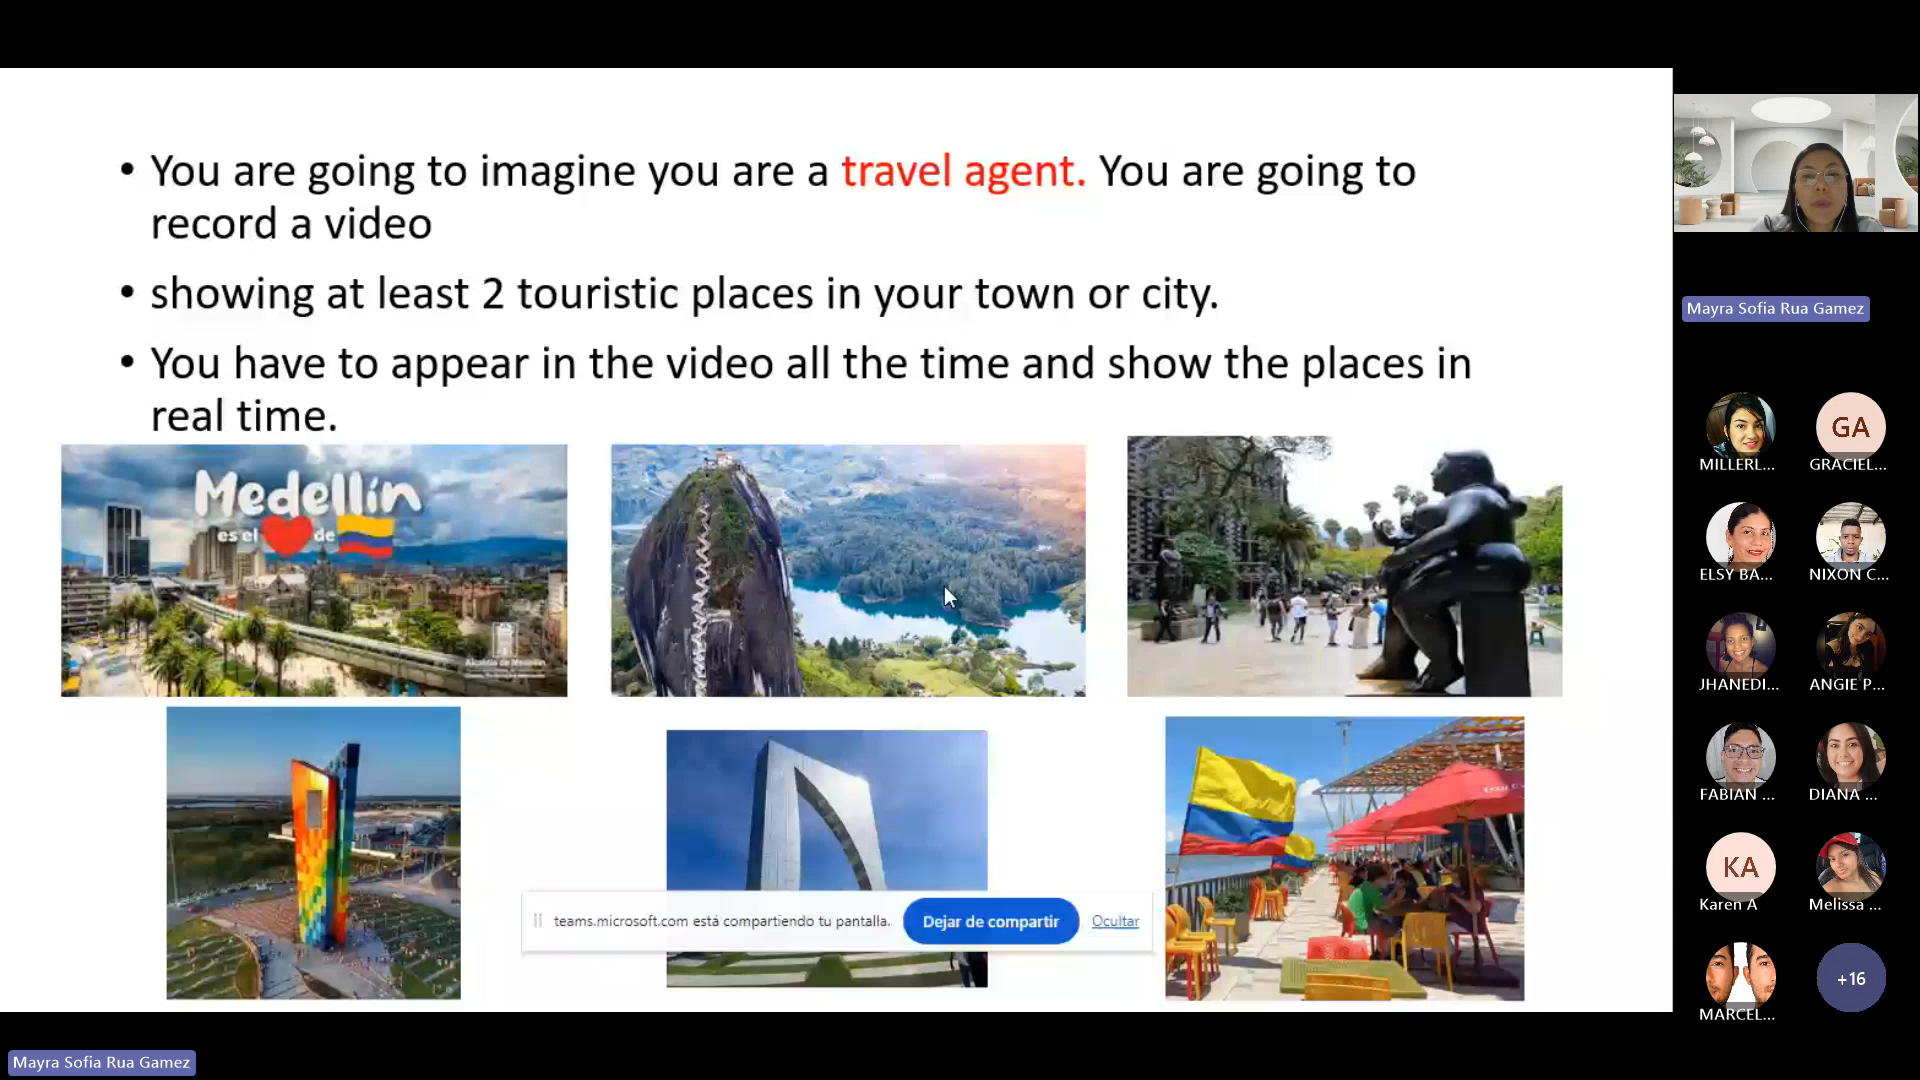 • You are going to imagine you are a travel agent. You are going to
record a video
• showing at least 2 touristic places in your town or city.
• You have to appear in the video all the time and show the places in
real time.
Medellín
es el de
Alcaldía de Medellín
teams.microsoft.com está compartiendo tu pantalla.
Dejar de compartir
Ocultar
Mayra Sofia Rua Gamez
MILLERL...
GA
GRACIEL...
ELSY BA...
NIXON C...
JHANEDI...
ANGIE P...
FABIAN ...
DIANA ...
KA
Karen A
Melissa ...
MARCEL...
+16
Mayra Sofia Rua Gamez